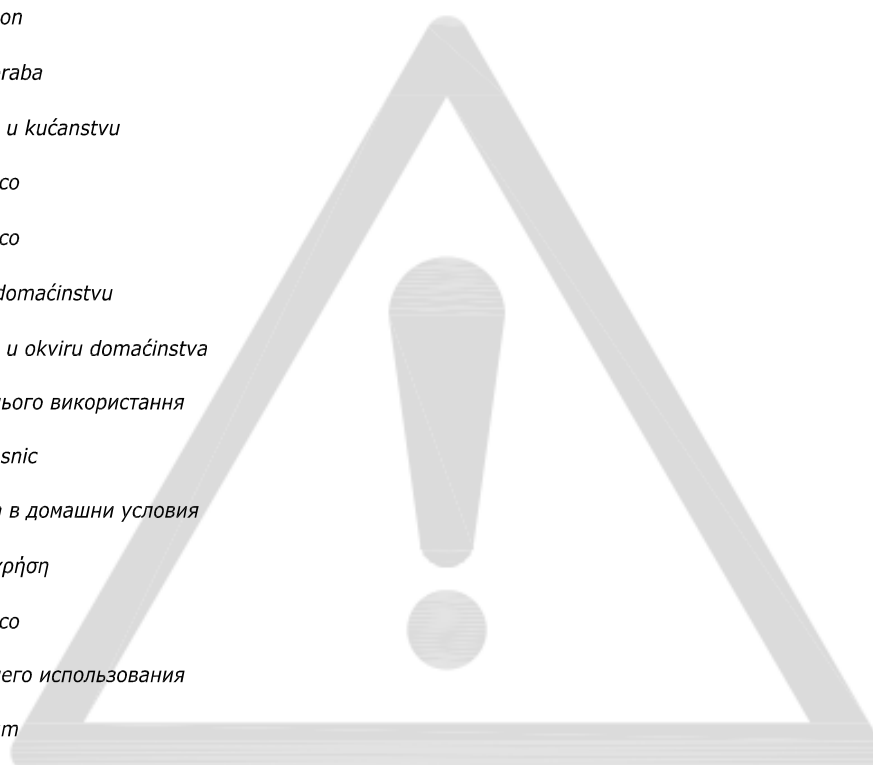 on
raba
u kućanstvu
co
co
domaćinstvu
u okviru domaćinstva
ього використання
snic
в домашни условия
ρήση
co
его использования